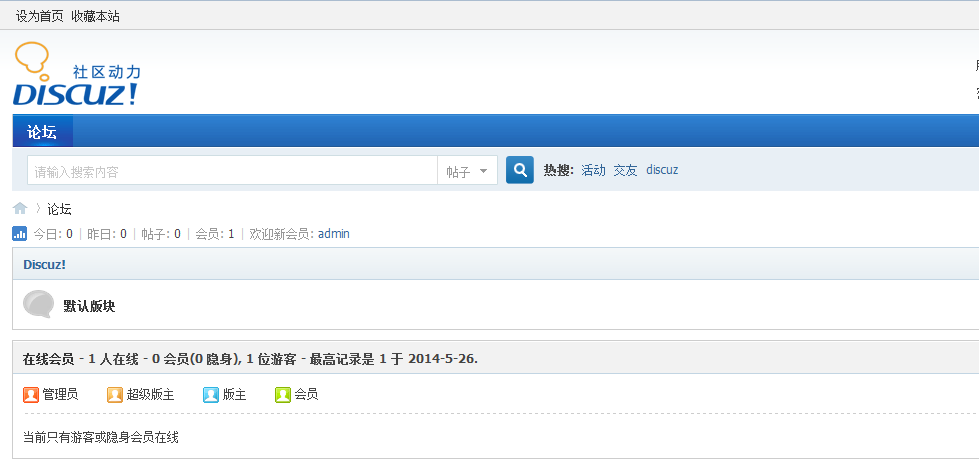 设为首页 收藏本站
社区动力
DISCUZ!
论坛
请输入搜索内容 帖子 热搜: 活动 交友 discuz
〉论坛
今日: 0 | 昨日: 0 | 帖子: 0 | 会员: 1 | 欢迎新会员: admin
Discuz!
默认版块
在线会员 - 1 人在线 - 0 会员(0 隐身), 1 位游客 - 最高记录是 1 于 2014-5-26.
管理员 超级版主 版主 会员
当前只有游客或隐身会员在线